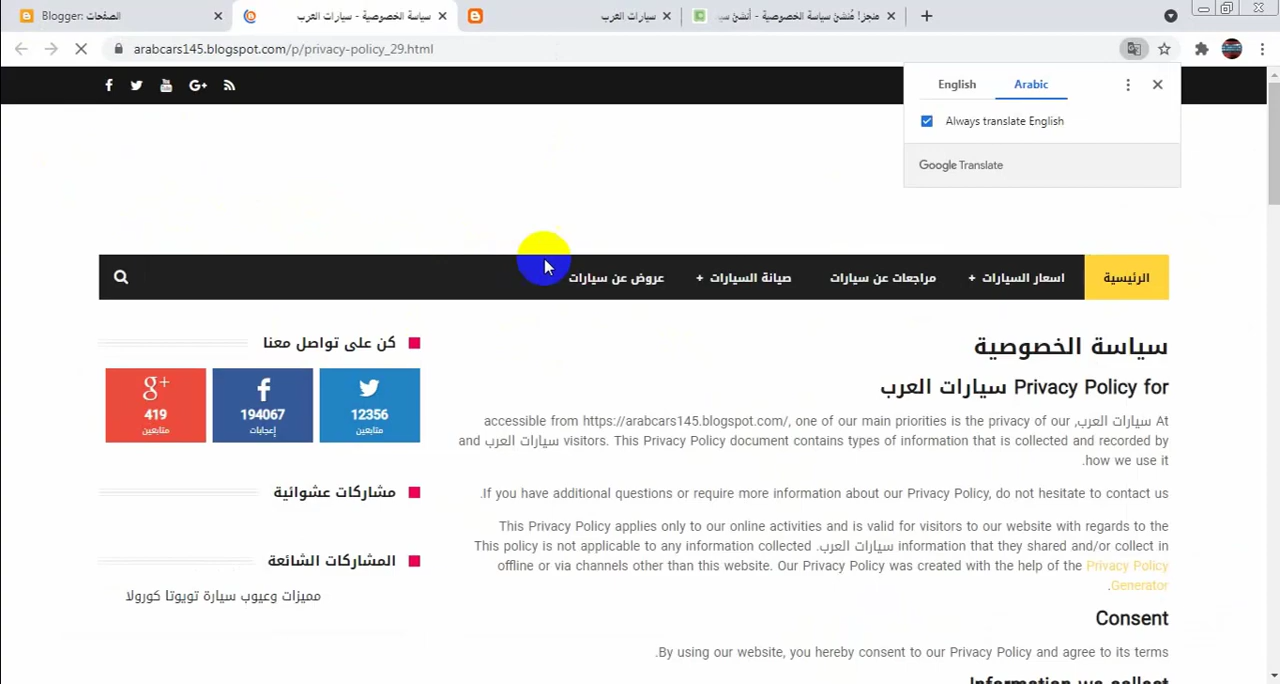 Blogger: الصفحات
سياسة الخصوصية - سيارات العرب
سيارات العرب
منجز! مُنشئ سياسة الخصوصية - أنشئ
arabcars145.blogspot.com/p/privacy-policy_29.html
English
Arabic
Always translate English
Google Translate
الرئيسية
اسعار السيارات +
مراجعات عن سيارات
صيانة السيارات +
عروض عن سيارات
سياسة الخصوصية
Privacy Policy for سيارات العرب
At سيارات العرب, accessible from https://arabcars145.blogspot.com/, one of our main priorities is the privacy of our
visitors. This Privacy Policy document contains types of information that is collected and recorded by سيارات العرب and
how we use it.
If you have additional questions or require more information about our Privacy Policy, do not hesitate to contact us.
This Privacy Policy applies only to our online activities and is valid for visitors to our website with regards to the
information that they shared and/or collect in سيارات العرب. This policy is not applicable to any information collected
offline or via channels other than this website. Our Privacy Policy was created with the help of the Privacy Policy
Generator.
Consent
By using our website, you hereby consent to our Privacy Policy and agree to its terms.
Information we collect
كن على تواصل معنا
12356
متابعين
194067
إعجابات
g+
419
متابعين
مشاركات عشوائية
المشاركات الشائعة
مميزات وعيوب سيارة تويوتا كورولا